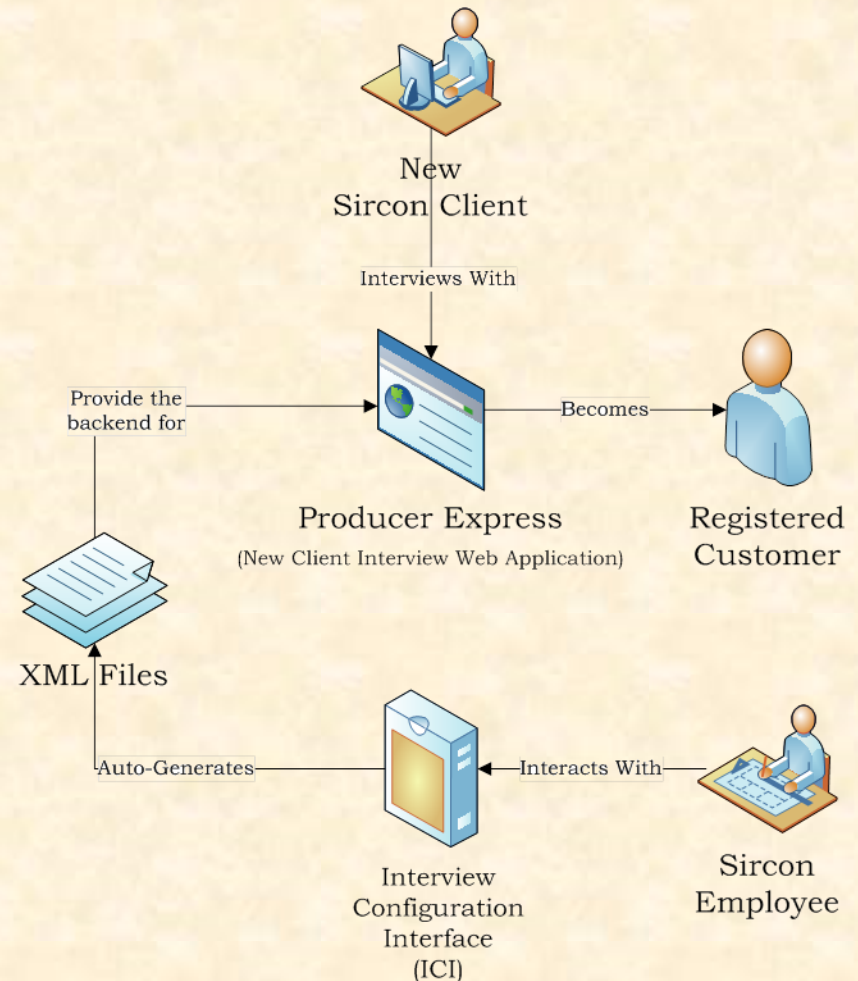 New
Sircon Client
Interviews With
Provide the
backend for
Becomes
Producer Express
(New Client Interview Web Application)
Registered
Customer
XML Files
Auto-Generates
Interacts With
Interview
Configuration
Interface
(ICI)
Sircon
Employee